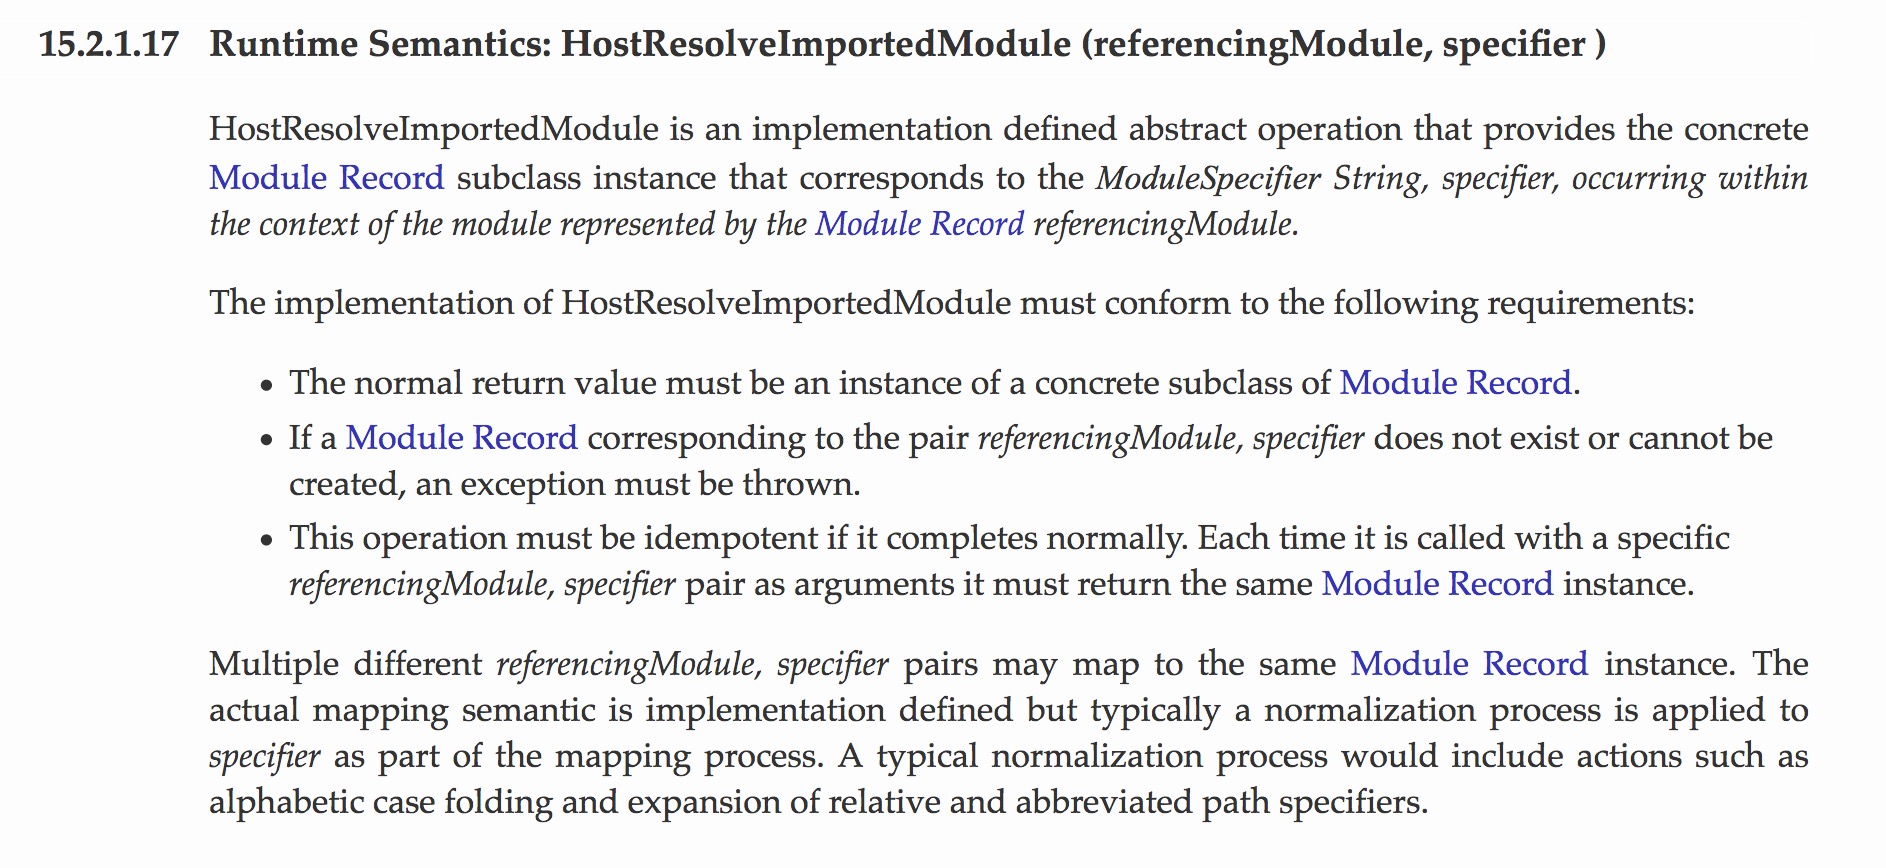 15.2.1.17 Runtime Semantics: HostResolveImportedModule (referencingModule, specifier )
HostResolveImportedModule is an implementation defined abstract operation that provides the concrete
Module Record subclass instance that corresponds to the ModuleSpecifier String, specifier, occurring within
the context of the module represented by the Module Record referencingModule.
The implementation of HostResolveImportedModule must conform to the following requirements:
• The normal return value must be an instance of a concrete subclass of Module Record.
• If a Module Record corresponding to the pair referencingModule, specifier does not exist or cannot be
created, an exception must be thrown.
• This operation must be idempotent if it completes normally. Each time it is called with a specific
referencingModule, specifier pair as arguments it must return the same Module Record instance.
Multiple different referencingModule, specifier pairs may map to the same Module Record instance. The
actual mapping semantic is implementation defined but typically a normalization process is applied to
specifier as part of the mapping process. A typical normalization process would include actions such as
alphabetic case folding and expansion of relative and abbreviated path specifiers.